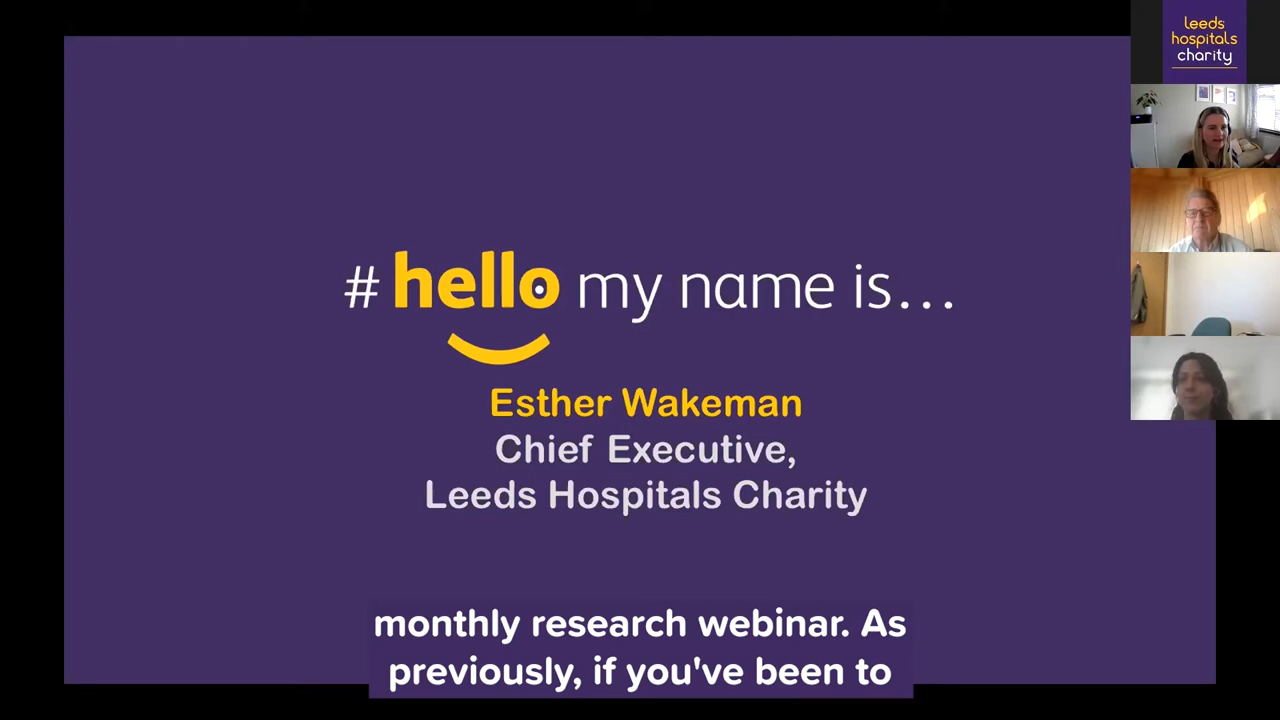 leeds
hospitals
charity
#hello my name is...
Esther Wakeman
Chief Executive,
Leeds Hospitals Charity
monthly research webinar. As
previously, if you've been to